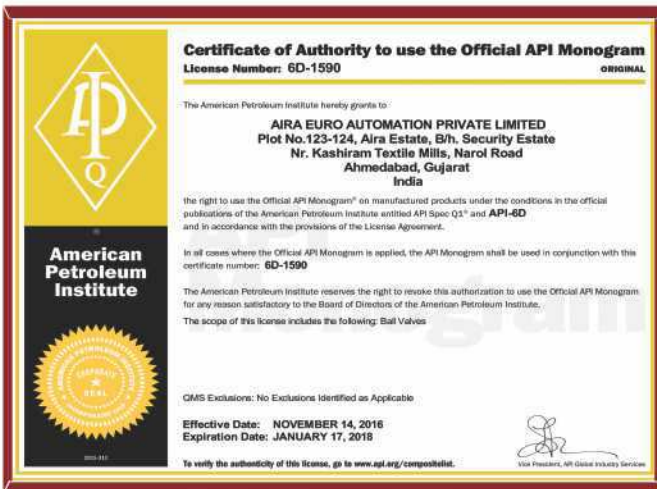 Certificate of Authority to use the Official API Monogram
License Number: 6D-1590
ORIGINAL
The American Petroleum Institute hereby grants to
AIRA EURO AUTOMATION PRIVATE LIMITED
Plot No.123-124, Aira Estate, B/h. Security Estate
Nr. Kashiram Textile Mills, Narol Road
Ahmedabad, Gujarat
India
the right to use the Official API Monogram® on manufactured products under the conditions in the official
publications of the American Petroleum Institute entitled API Spec Q1® and API-6D
and in accordance with the provisions of the License Agreement.
In all cases where the Official API Monogram is applied, the API Monogram shall be used in conjunction with this
certificate number: 6D-1590
The American Petroleum Institute reserves the right to revoke this authorization to use the Official API Monogram
for any reason satisfactory to the Board of Directors of the American Petroleum Institute.
The scope of this license includes the following: Ball Valves
QMS Exclusions: No Exclusions Identified as Applicable
Effective Date: NOVEMBER 14, 2016
Expiration Date: JANUARY 17, 2018
To verify the authenticity of this license, go to www.api.org/compositelist.
Vice President, API Global Industry Services
API
Q
®
American
Petroleum
Institute
AMERICAN PETROLEUM INSTITUTE
CORPORATE
SEAL
Monogram